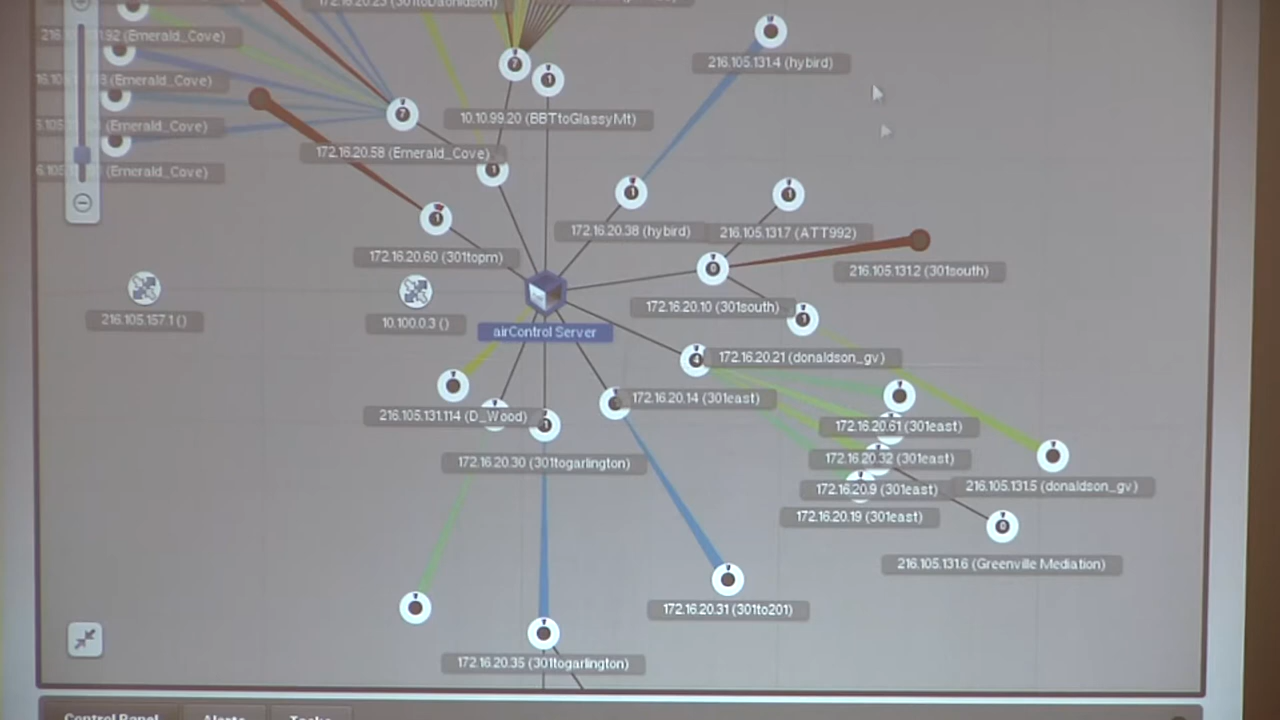 172.16.20.23 (301toDaonldson)
(Emerald_Cove)
216.105.131.4 (hybird)
(Emerald_Cove)
10.10.99.20 (BBTtoGlassyMt)
(Emerald_Cove)
172.16.20.58 (Emerald_Cove)
(Emerald_Cove)
172.16.20.38 (hybird)
216.105.131.7 (ATT992)
172.16.20.60 (301toprn)
216.105.131.2 (301south)
172.16.20.10 (301south)
216.105.157.1 ()
10.100.0.3 ()
airControl Server
172.16.20.21 (donaldson_gv)
172.16.20.14 (301east)
216.105.131.114 (D_Wood)
172.16.20.61 (301east)
172.16.20.32 (301east)
172.16.20.30 (301togarlington)
172.16.20.9 (301east)
216.105.131.5 (donaldson_gv)
172.16.20.19 (301east)
216.105.131.6 (Greenville Mediation)
172.16.20.31 (301to201)
172.16.20.35 (301togarlington)
Control Panel
Alerts
Tasks